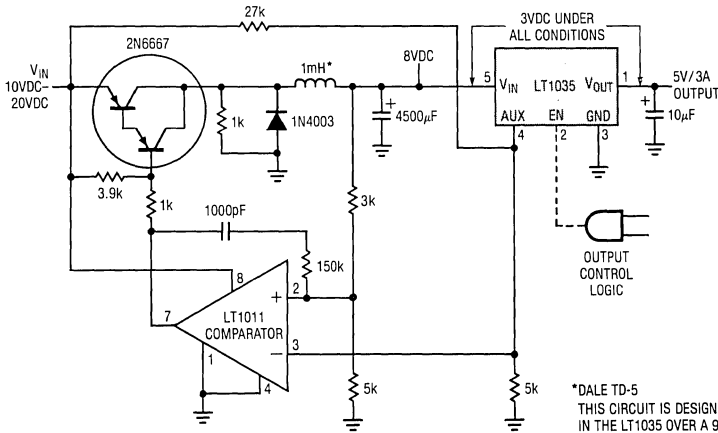 27k
3VDC UNDER
ALL CONDITIONS
2N6667
VIN
10VDC–
20VDC
1mH*
8VDC
5
VIN
LT1035
VOUT
1
5V/3A
OUTPUT
AUX
EN
GND
4
2
3
1k
1N4003
+
4500µF
+
10µF
3.9k
1k
1000pF
3k
150k
OUTPUT
CONTROL
LOGIC
8
7
+
2
LT1011
COMPARATOR
–
3
1
4
5k
5k
*DALE TD-5
THIS CIRCUIT IS DESIGN
IN THE LT1035 OVER A 9